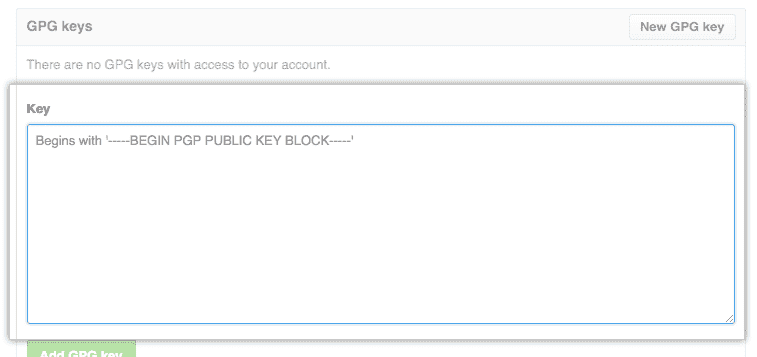 GPG keys
New GPG key
There are no GPG keys with access to your account.
Key
Begins with '-----BEGIN PGP PUBLIC KEY BLOCK-----'
Add GPG key